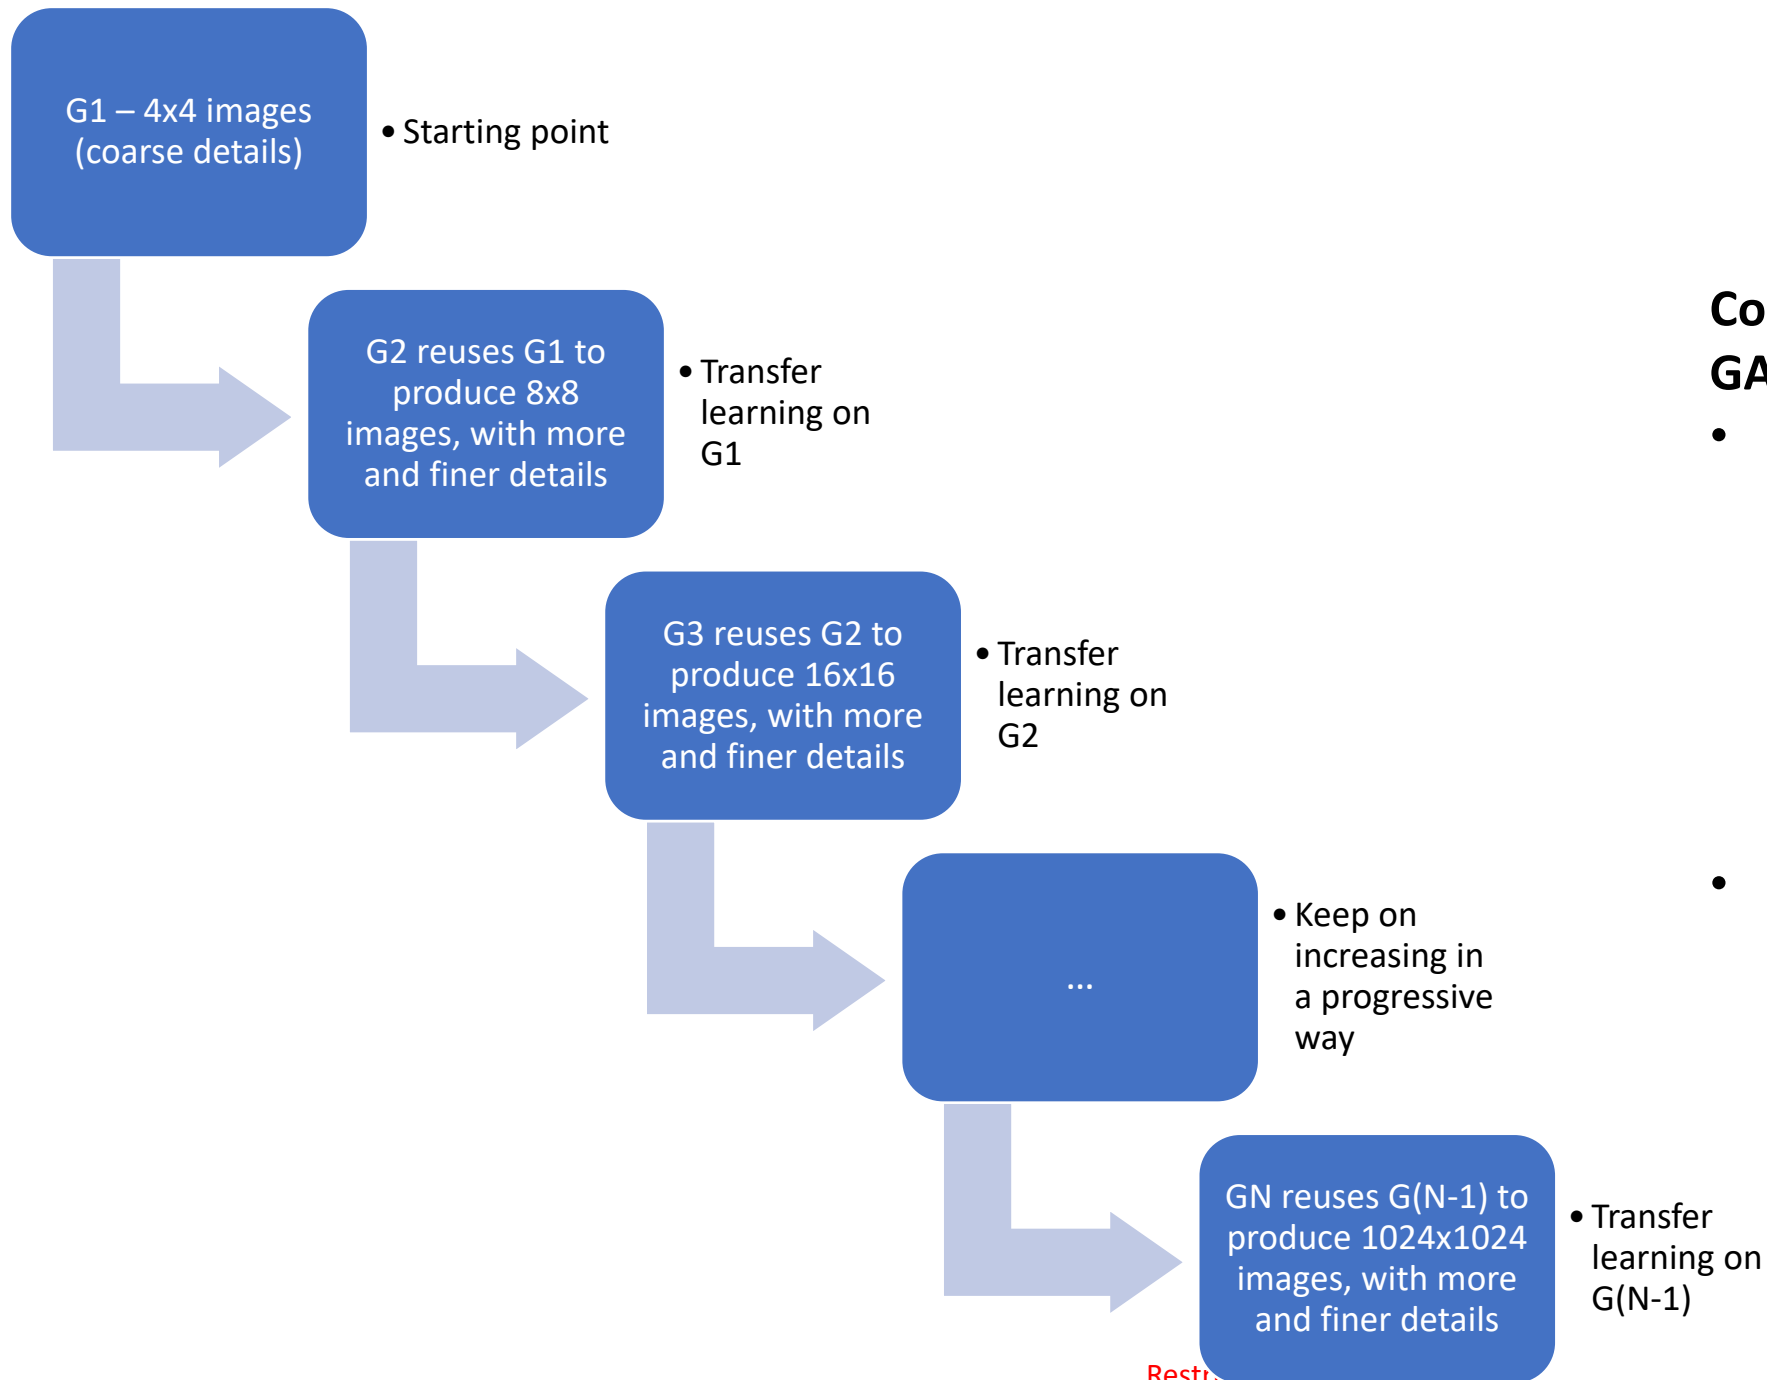 G1 – 4x4 images
(coarse details)
• Starting point
G2 reuses G1 to
produce 8x8
images, with more
and finer details
• Transfer
learning on
G1
G3 reuses G2 to
produce 16x16
images, with more
and finer details
• Transfer
learning on
G2
...
• Keep on
increasing in
a progressive
way
GN reuses G(N-1) to
produce 1024x1024
images, with more
and finer details
• Transfer
learning on
G(N-1)
•
•